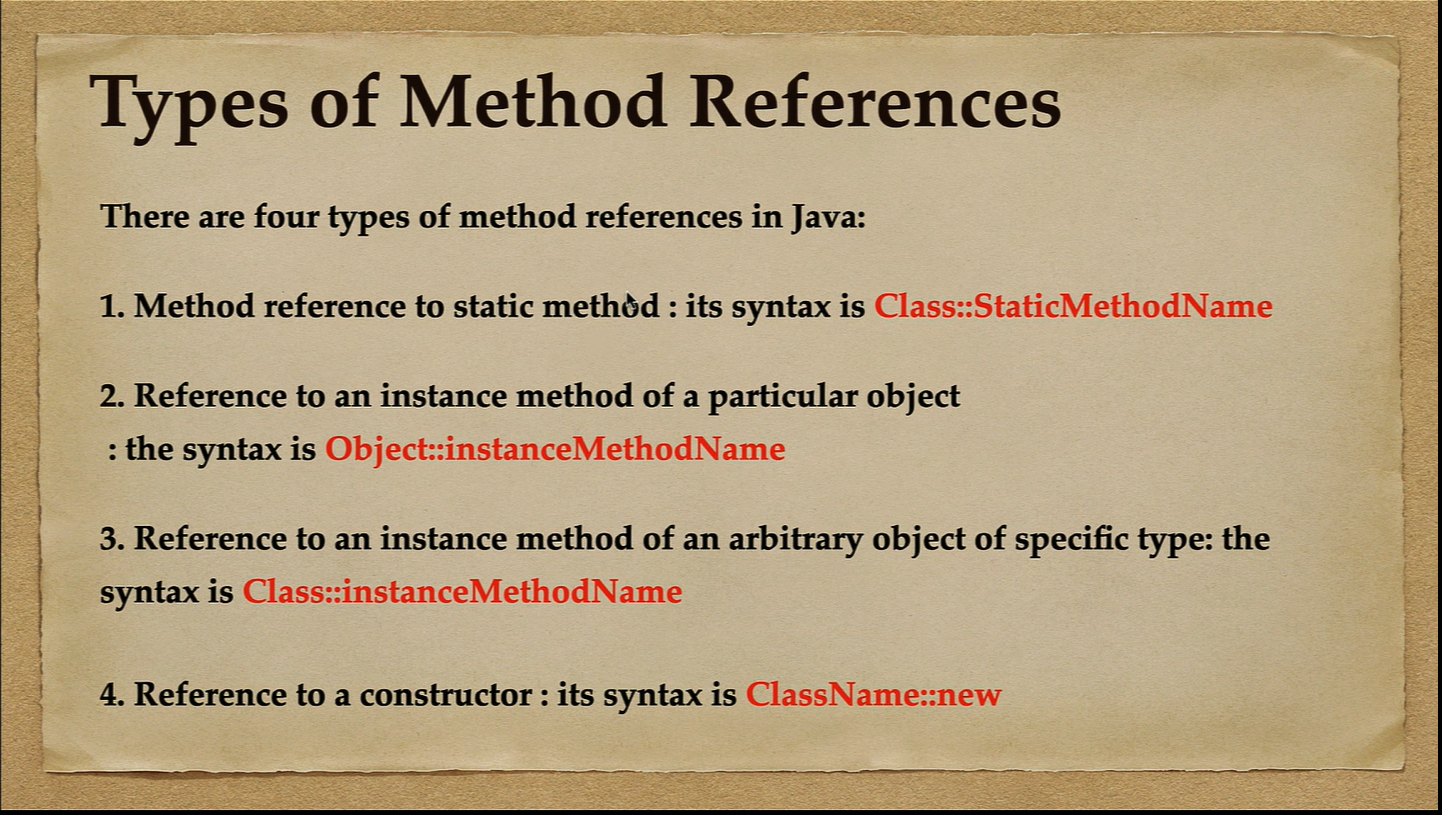 Types of Method References
There are four types of method references in Java:
1. Method reference to static method : its syntax is Class::StaticMethodName
2. Reference to an instance method of a particular object
: the syntax is Object::instanceMethodName
3. Reference to an instance method of an arbitrary object of specific type: the
syntax is Class::instanceMethodName
4. Reference to a constructor : its syntax is ClassName::new